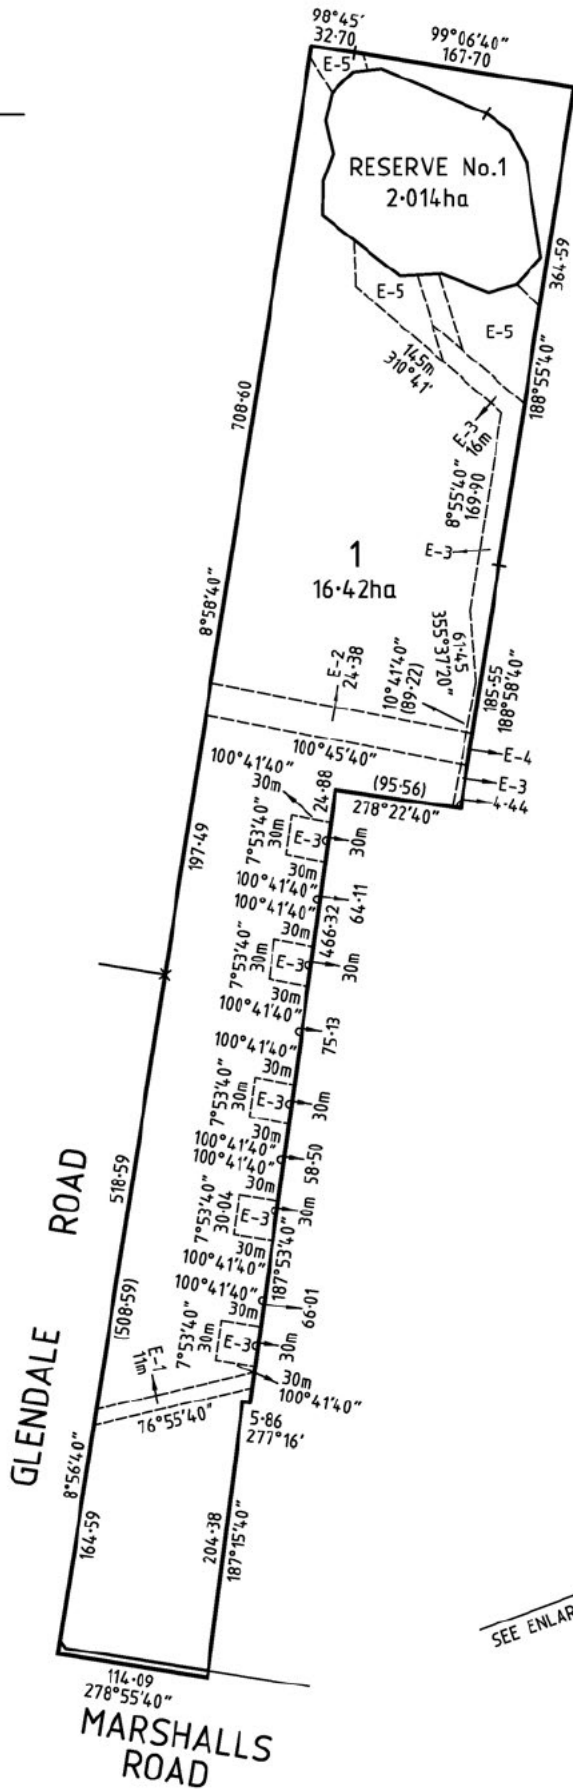 98°45′
32·70
99°06′40″
167·70
E-5
RESERVE No.1
2·014ha
364·59
188°55′40″
E-5
E-5
145m
310°41′
708·60
8°58′40″
E-3
16m
8°55′40″
169·90
E-3
1
16·42ha
61·45
355°37′20″
E-2
24·38
10°41′40″
(89·22)
185·55
188°58′40″
E-4
E-3
4·44
100°45′40″
(95·56)
278°22′40″
24·88
100°41′40″
30m
7°53′40″
30m
E-3
30m
30m
100°41′40″
64·11
197·49
466·32
100°41′40″
30m
7°53′40″
30m
E-3
30m
30m
100°41′40″
75·13
100°41′40″
30m
7°53′40″
30m
E-3
30m
30m
100°41′40″
58·50
100°41′40″
30m
7°53′40″
30·04
E-3
30m
30m
187°53′40″
100°41′40″
66·01
100°41′40″
30m
7°53′40″
30m
E-3
30m
30m
100°41′40″
518·59
(508·59)
E-1
11m
76°55′40″
5·86
277°16′
8°56′40″
164·59
204·38
187°15′40″
GLENDALE ROAD
114·09
278°55′40″
MARSHALLS
ROAD
SEE ENLAR